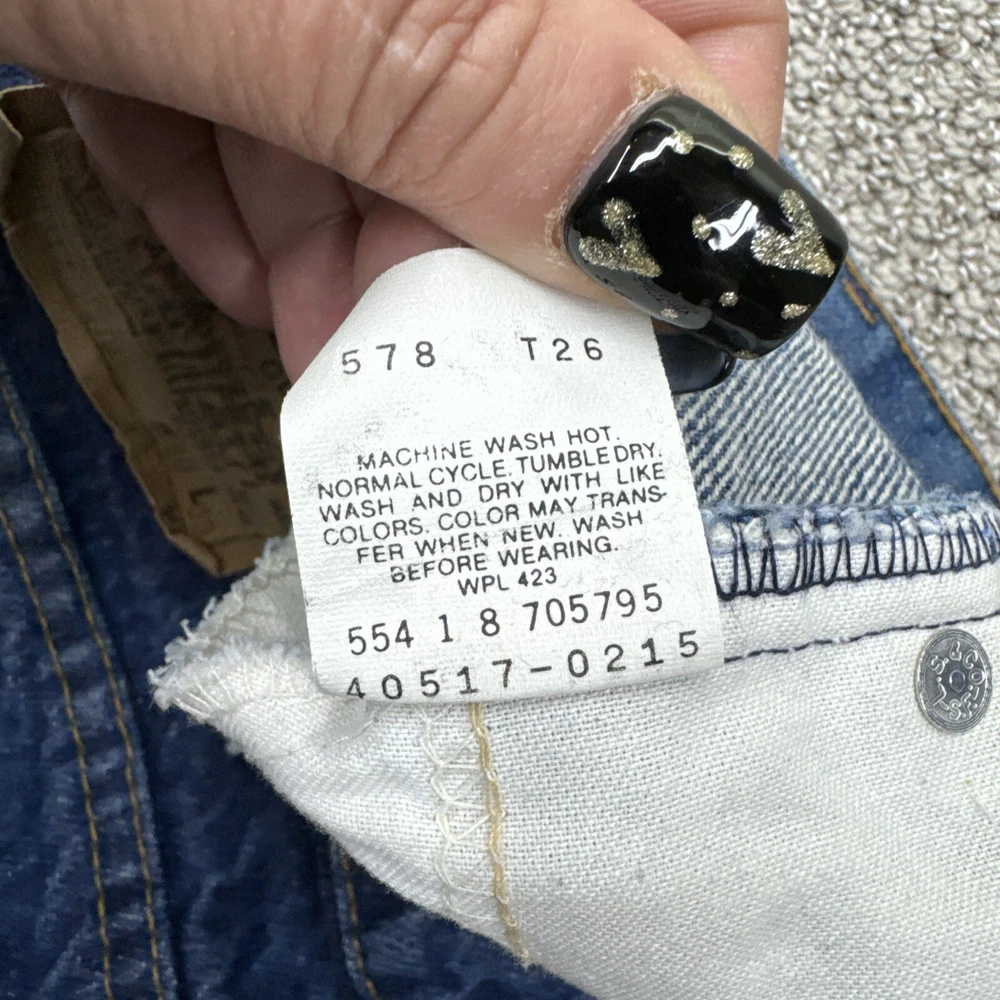 578 T26
MACHINE WASH HOT.
NORMAL CYCLE. TUMBLE DRY.
WASH AND DRY WITH LIKE
COLORS. COLOR MAY TRANS-
FER WHEN NEW. WASH
BEFORE WEARING.
WPL 423
554 1 8 705795
40517-0215
L.S.&CO. S.F.
L